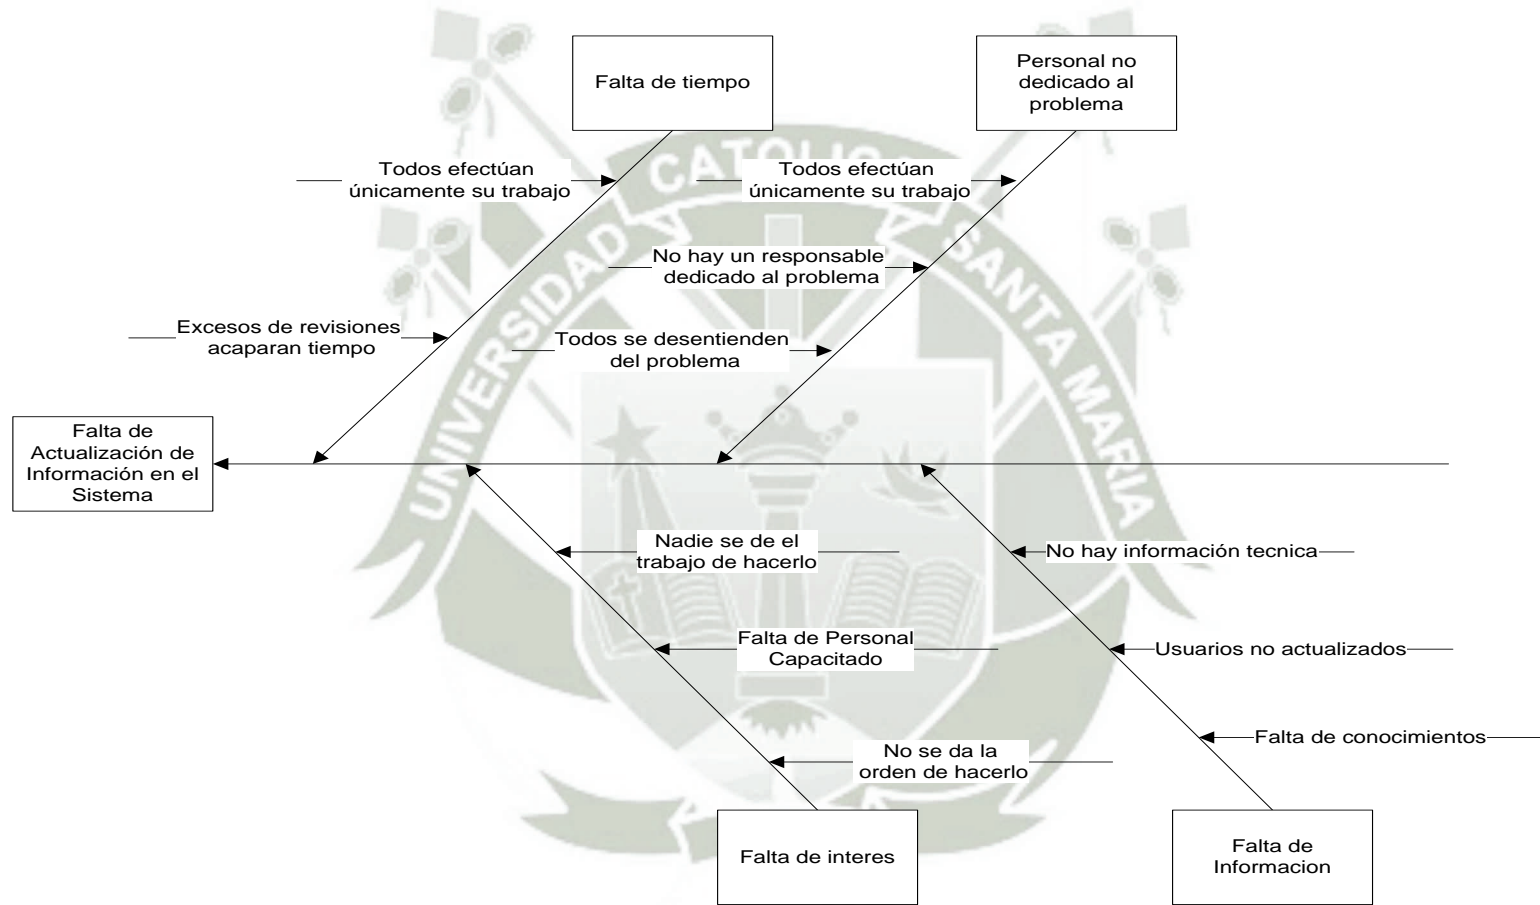 Falta de tiempo
Personal no
dedicado al
problema
Todos efectúan
únicamente su trabajo
Todos efectúan
únicamente su trabajo
No hay un responsable
dedicado al problema
Excesos de revisiones
acaparan tiempo
Todos se desentienden
del problema
Falta de
Actualización de
Información en el
Sistema
Nadie se de el
trabajo de hacerlo
No hay información tecnica
Falta de Personal
Capacitado
Usuarios no actualizados
No se da la
orden de hacerlo
Falta de conocimientos
Falta de interes
Falta de
Informacion
UNIVERSIDAD
CATOLICA
SANTA MARIA